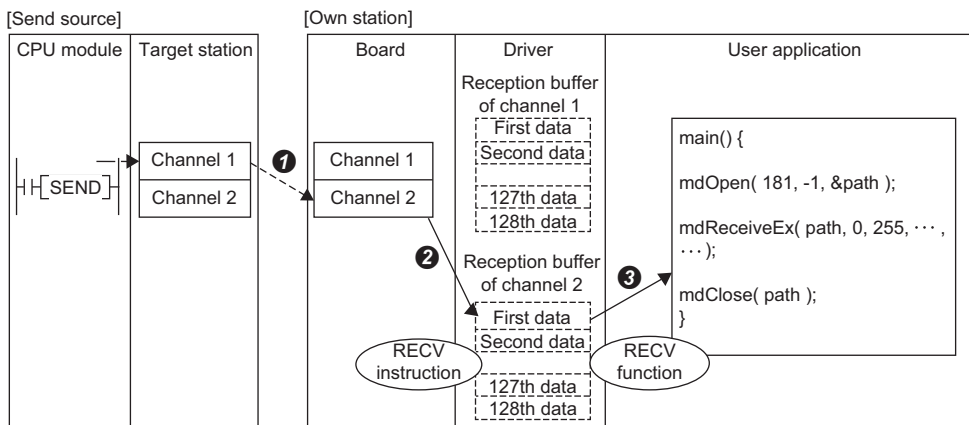 [Send source]
[Own station]
CPU module
Target station
Board
Driver
User application
SEND
Channel 1
Channel 2
1
Channel 1
Channel 2
2
Reception buffer
of channel 1
First data
Second data
127th data
128th data
Reception buffer
of channel 2
First data
Second data
127th data
128th data
RECV
instruction
3
RECV
function
main() {
mdOpen( 181, -1, &path );
mdReceiveEx( path, 0, 255, ··· ,
··· );
mdClose( path );
}